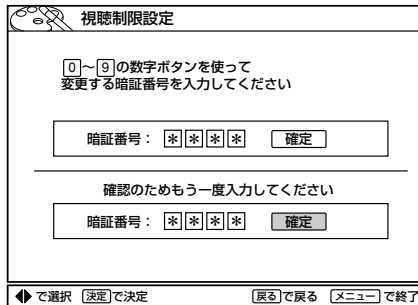 視聴制限設定
0～9の数字ボタンを使って
変更する暗証番号を入力してください
暗証番号： ＊＊＊＊ 確定
確認のためもう一度入力してください
暗証番号： ＊＊＊＊ 確定
で選択 決定で決定 戻るで戻る メニューで終了